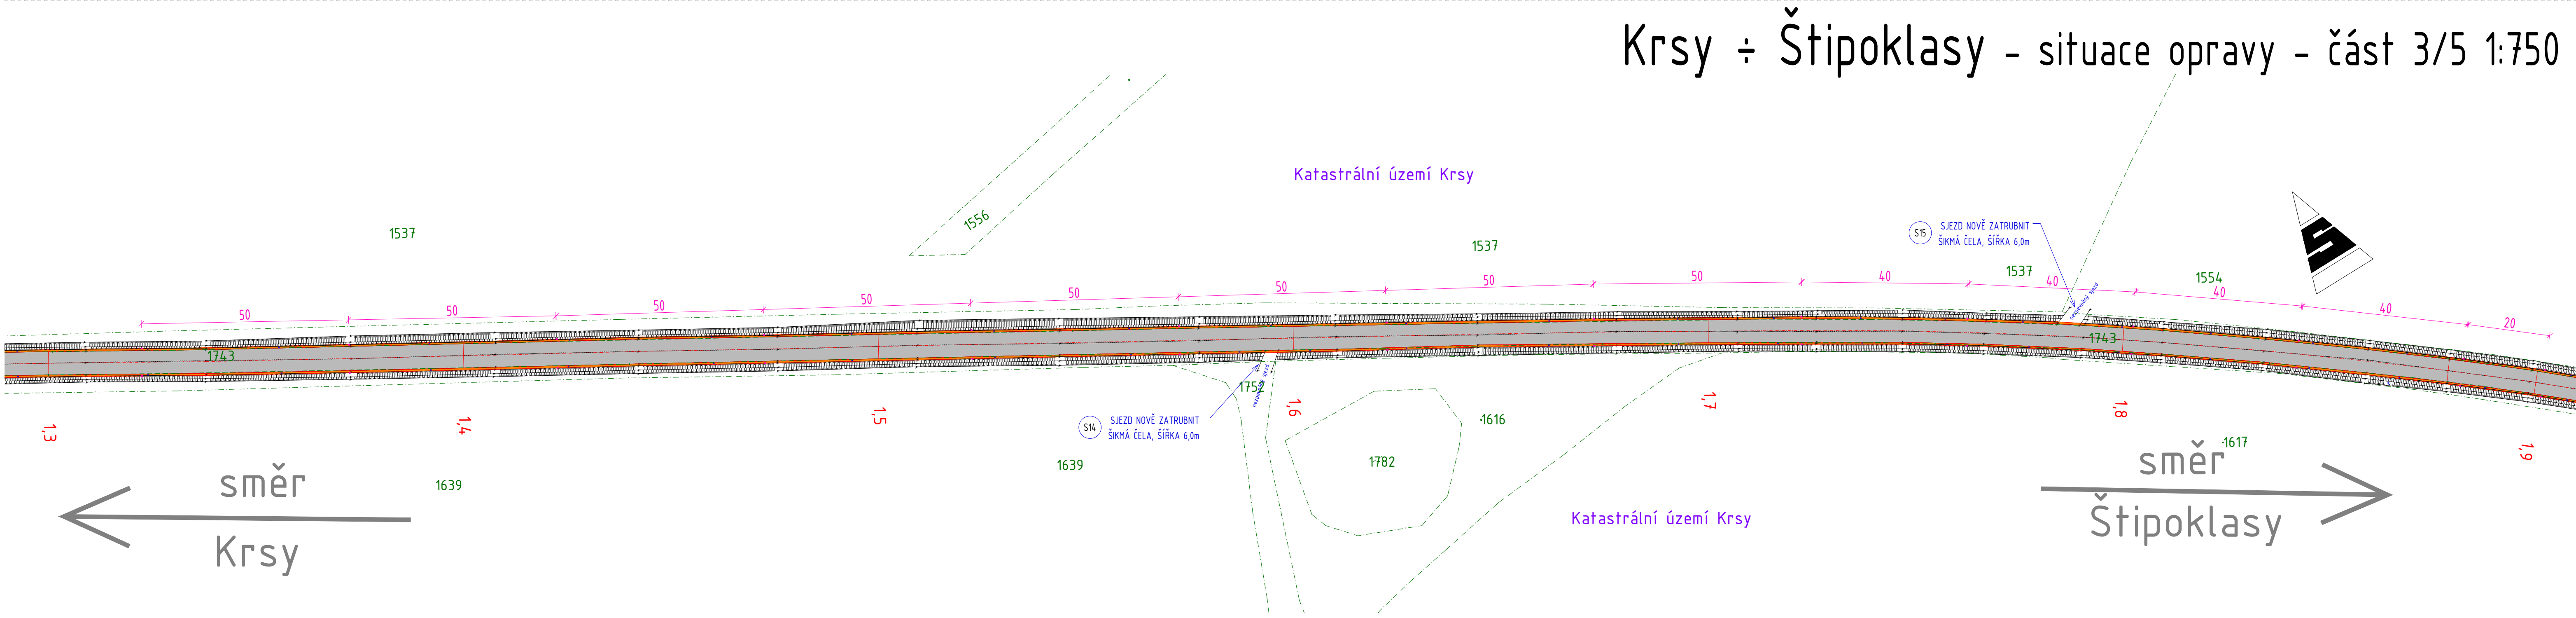 Krsy ÷ Štipoklasy - situace opravy - část 3/5 1:750
Katastrální území Krsy
1556
1537
1537
1537
1554
S15
SJEZD NOVĚ ZATRUBNIT
ŠIKMÁ ČELA, ŠÍŘKA 6,0m
50
50
50
50
50
50
50
50
40
40
40
40
20
nezpevněný sjezd
1743
1743
1752
nezpevněný sjezd
S14
SJEZD NOVĚ ZATRUBNIT
ŠIKMÁ ČELA, ŠÍŘKA 6,0m
1,3
1,4
1,5
1,6
1,7
1,8
1,9
1616
1617
1639
1639
1782
Katastrální území Krsy
směr
Krsy
směr
Štipoklasy